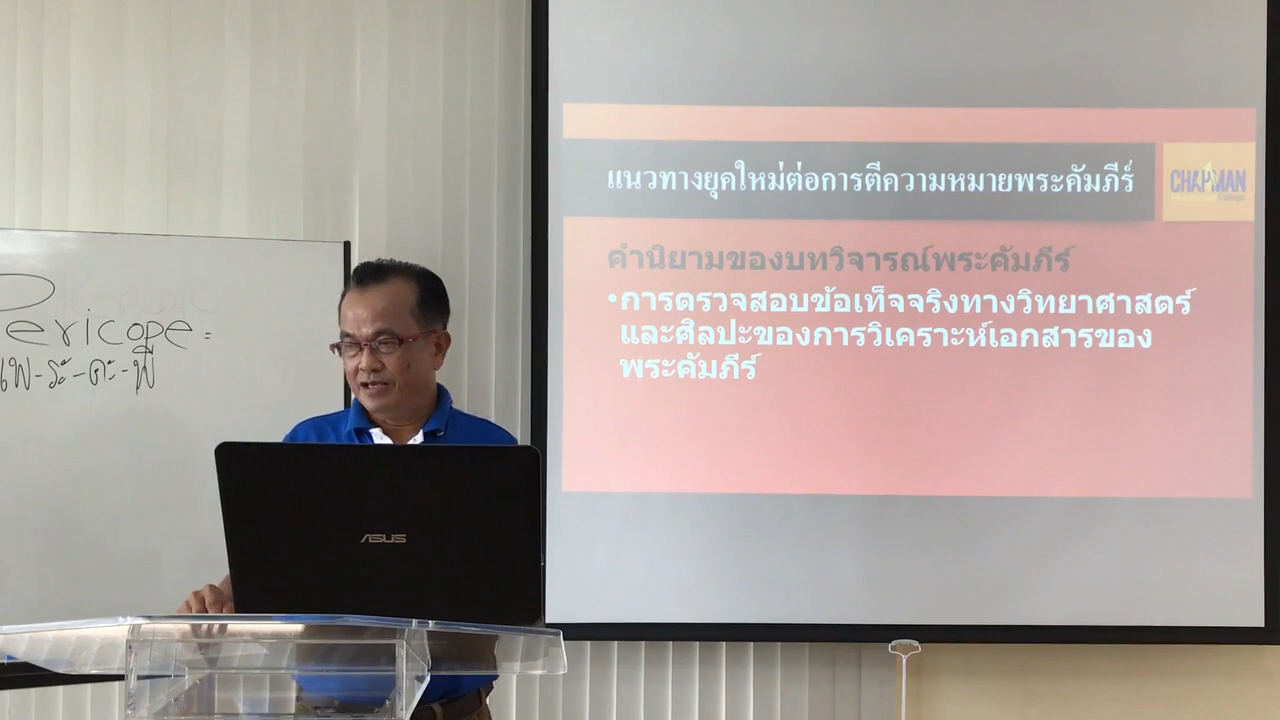 Pericope =
เพ-ระ-คะ-พี
ASUS
แนวทางยุคใหม่ต่อการตีความหมายพระคัมภีร์
CHAPMAN
College
คำนิยามของบทวิจารณ์พระคัมภีร์
•การตรวจสอบข้อเท็จจริงทางวิทยาศาสตร์
และศิลปะของการวิเคราะห์เอกสารของ
พระคัมภีร์